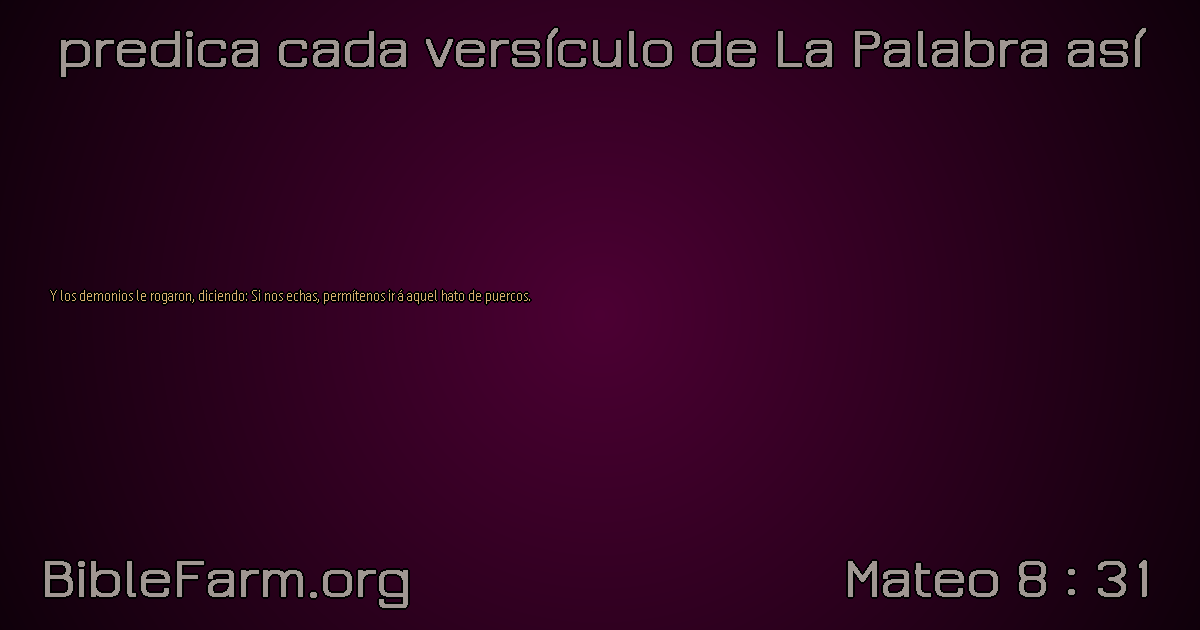 predica cada versículo de La Palabra así
Y los demonios le rogaron, diciendo: Si nos echas, permítenos ir á aquel hato de puercos.
BibleFarm.org
Mateo 8 : 31